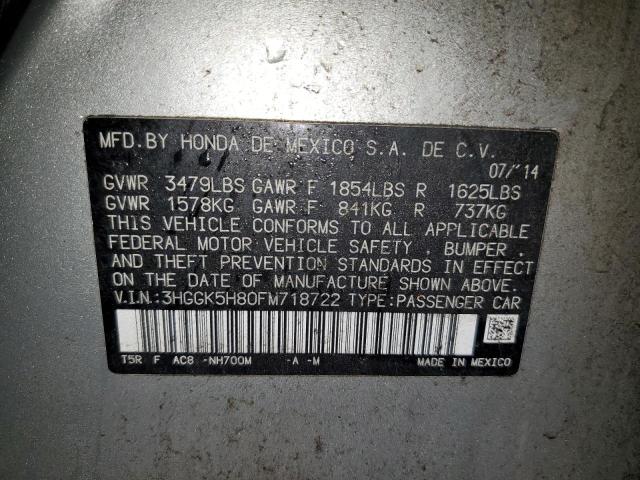 MFD.BY HONDA DE MEXICO S.A. DE C.V.
07/'14
GVWR 3479LBS GAWR F 1854LBS R 1625LBS
GVWR 1578KG GAWR F 841KG R 737KG
THIS VEHICLE CONFORMS TO ALL APPLICABLE
FEDERAL MOTOR VEHICLE SAFETY , BUMPER ,
AND THEFT PREVENTION STANDARDS IN EFFECT
ON THE DATE OF MANUFACTURE SHOWN ABOVE.
V.I.N.:3HGGK5H80FM718722 TYPE:PASSENGER CAR
T5R F AC8 -NH700M -A -M MADE IN MEXICO